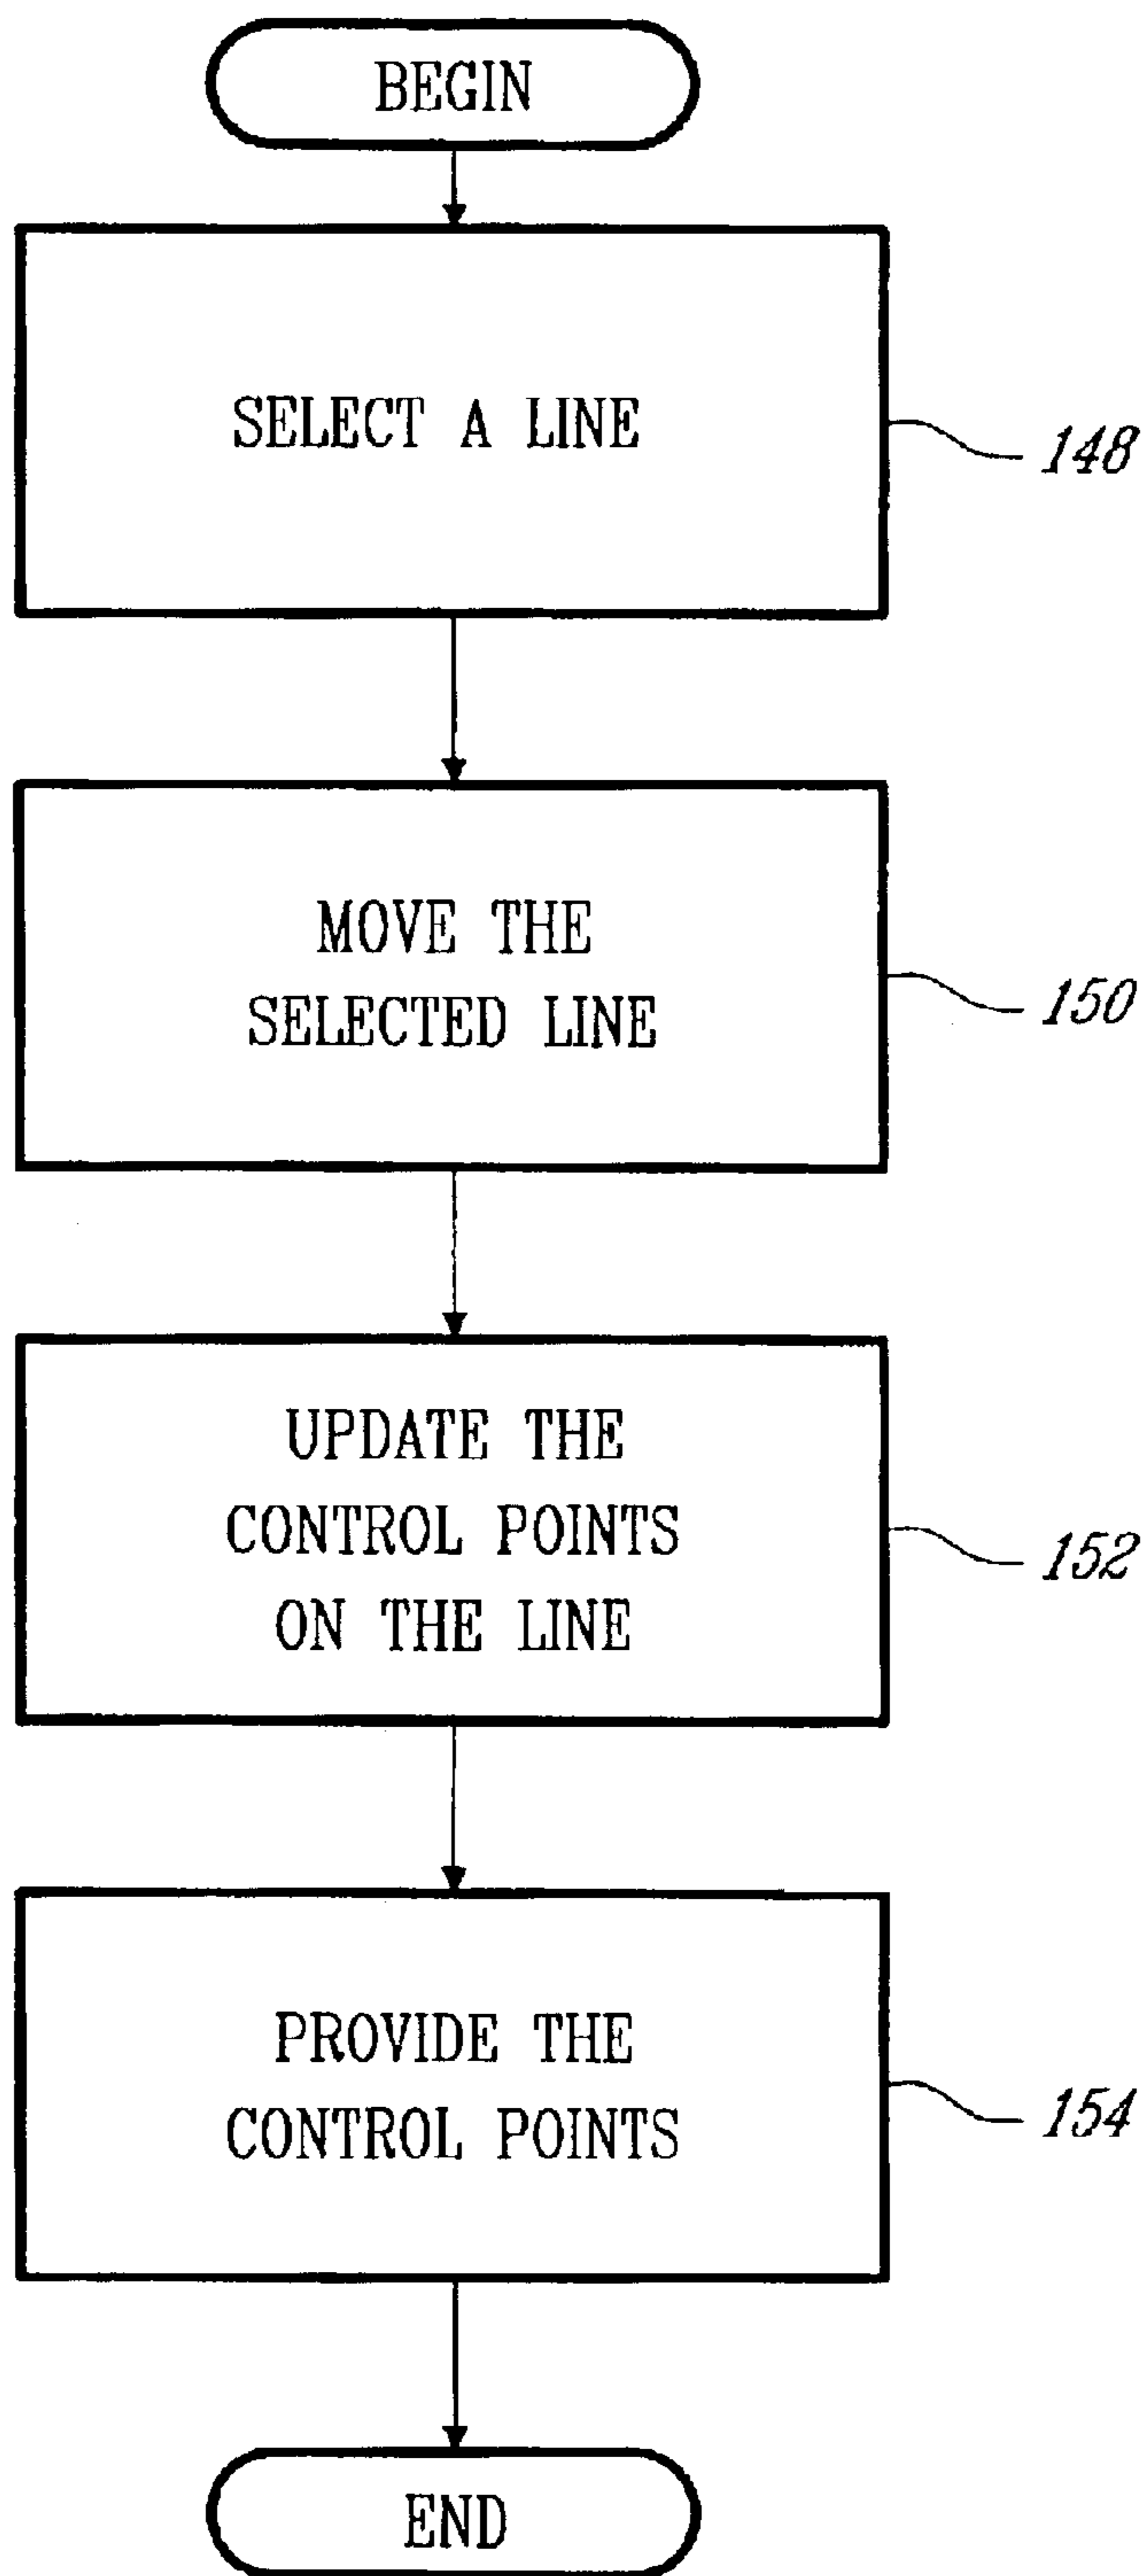 BEGIN
SELECT A LINE
148
MOVE THE
SELECTED LINE
150
UPDATE THE
CONTROL POINTS
ON THE LINE
152
PROVIDE THE
CONTROL POINTS
154
END